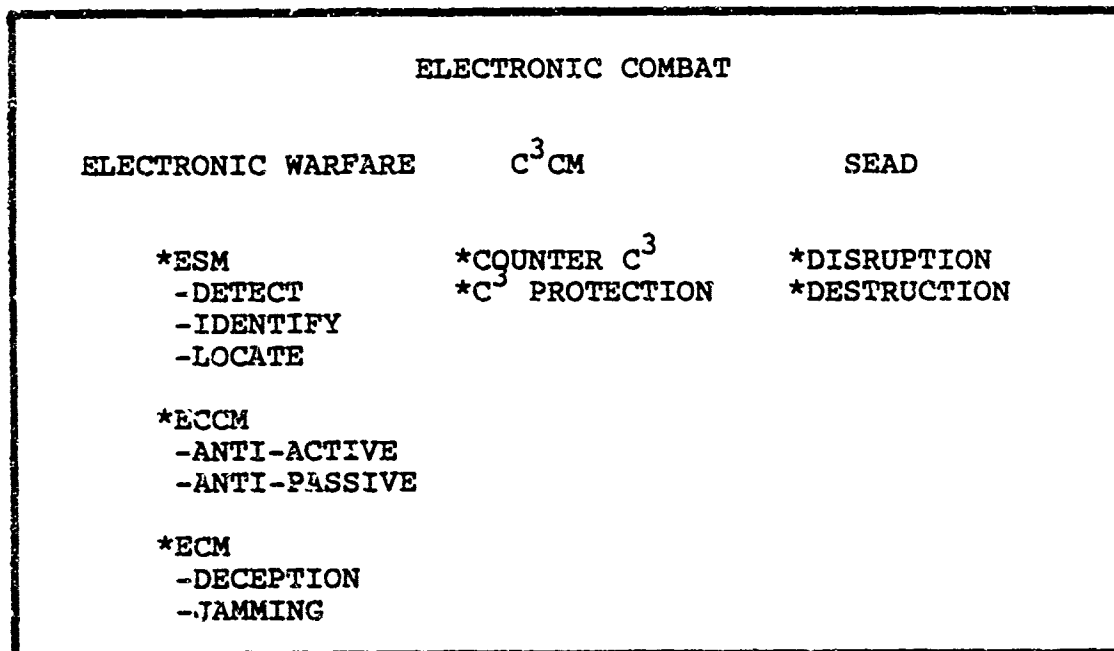 ELECTRONIC COMBAT
ELECTRONIC WARFARE C³CM SEAD
*ESM *COUNTER C³ *DISRUPTION
-DETECT *C³ PROTECTION *DESTRUCTION
-IDENTIFY
-LOCATE
*ECCM
-ANTI-ACTIVE
-ANTI-PASSIVE
*ECM
-DECEPTION
-JAMMING